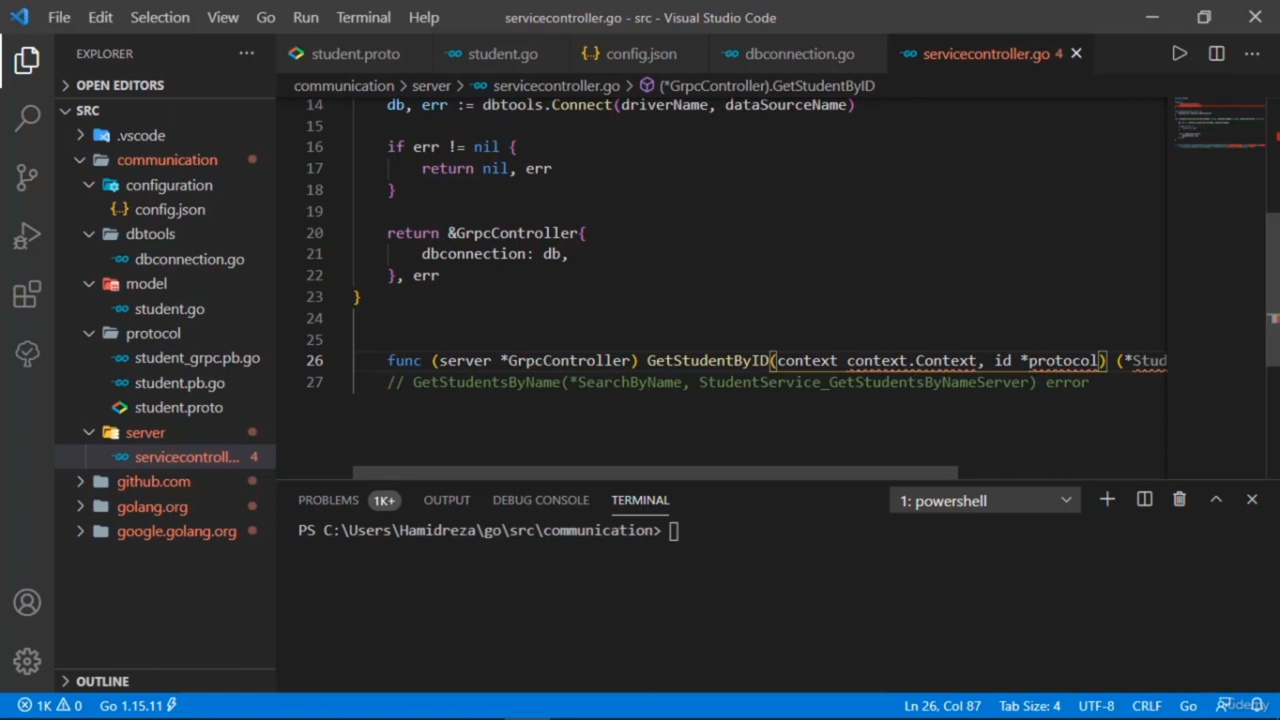 File Edit Selection View Go Run Terminal Help
servicecontroller.go - src - Visual Studio Code
EXPLORER
student.proto
student.go
config.json
dbconnection.go
servicecontroller.go 4
OPEN EDITORS
communication > server > servicecontroller.go > (*GrpcController).GetStudentByID
SRC
.vscode
communication
configuration
config.json
dbtools
dbconnection.go
model
student.go
protocol
student_grpc.pb.go
student.pb.go
student.proto
server
servicecontroll... 4
github.com
golang.org
google.golang.org
OUTLINE
14 db, err := dbtools.Connect(driverName, dataSourceName)
15
16 if err != nil {
17 return nil, err
18 }
19
20 return &GrpcController{
21 dbconnection: db,
22 }, err
23 }
24
25
26 func (server *GrpcController) GetStudentByID(context context.Context, id *protocol) (*Stud
27 // GetStudentsByName(*SearchByName, StudentService_GetStudentsByNameServer) error
PROBLEMS 1K+ OUTPUT DEBUG CONSOLE TERMINAL
1: powershell
PS C:\Users\Hamidreza\go\src\communication>
1K 0 Go 1.15.11
Ln 26, Col 87 Tab Size: 4 UTF-8 CRLF Go